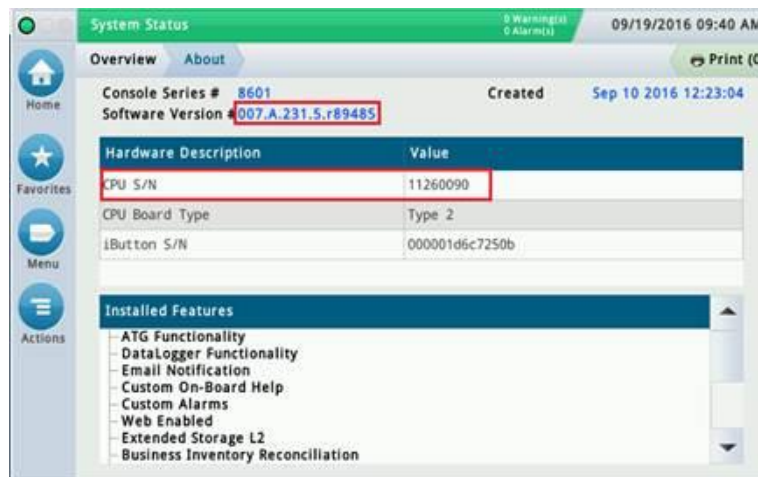 System Status
0 Warning(s)
0 Alarm(s)
09/19/2016 09:40 AM
Overview About
Print (
Home
Console Series # 8601 Created Sep 10 2016 12:23:04
Software Version # 007.A.231.5.r89485
Hardware Description Value
CPU S/N 11260090
CPU Board Type Type 2
iButton S/N 000001d6c7250b
Favorites
Menu
Actions
Installed Features
ATG Functionality
DataLogger Functionality
Email Notification
Custom On-Board Help
Custom Alarms
Web Enabled
Extended Storage L2
Business Inventory Reconciliation